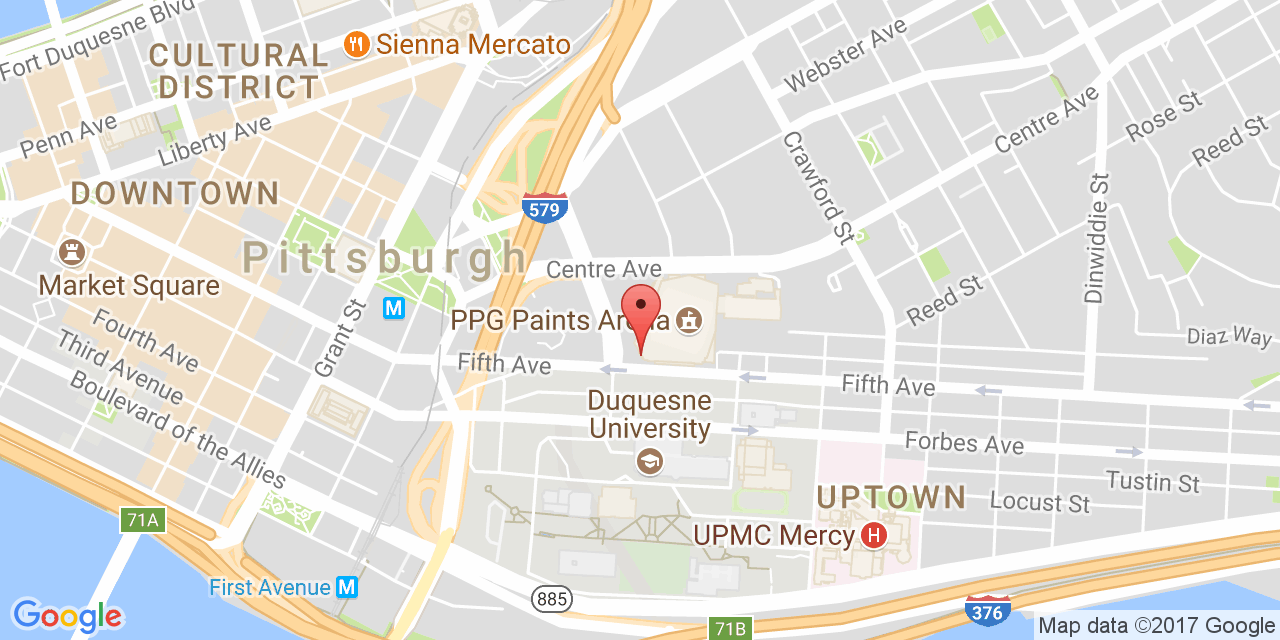 Fort Duquesne Blvd
CULTURAL
DISTRICT
Sienna Mercato
Webster Ave
Penn Ave
Liberty Ave
Centre Ave
Rose St
Reed St
Crawford St
DOWNTOWN
579
Dinwiddie St
Pittsburgh
Centre Ave
Market Square
M
Grant St
Reed St
PPG Paints Arena
Fourth Ave
Third Avenue
Boulevard of the Allies
Fifth Ave
Diaz Way
Fifth Ave
Duquesne
University
Forbes Ave
Tustin St
Locust St
UPTOWN
71A
UPMC Mercy
H
First Avenue M
885
376
71B
Google
Map data ©2017 Google